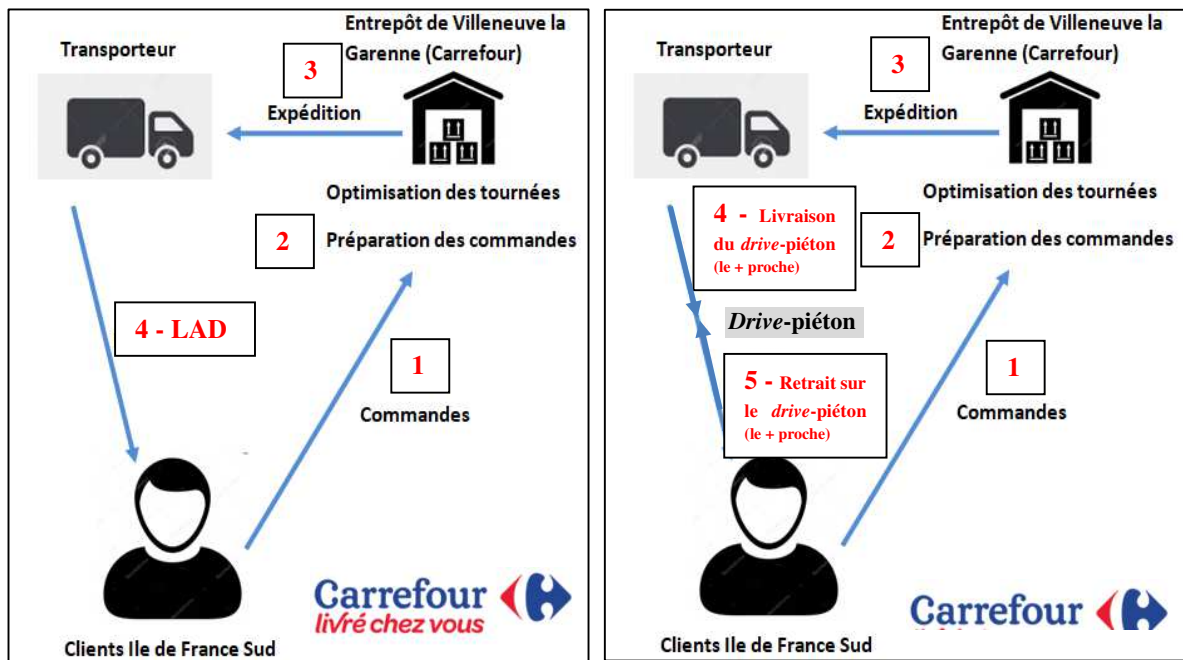 Entrepôt de Villeneuve la
Garenne (Carrefour)
Transporteur
3
Expédition
Optimisation des tournées
2
Préparation des commandes
4 - LAD
1
Commandes
Carrefour
livré chez vous
Clients Ile de France Sud
Entrepôt de Villeneuve la
Garenne (Carrefour)
Transporteur
3
Expédition
Optimisation des tournées
4 - Livraison
du drive-piéton
(le + proche)
2
Préparation des commandes
Drive-piéton
5 - Retrait sur
le drive-piéton
(le + proche)
1
Commandes
Carrefour
Clients Ile de France Sud